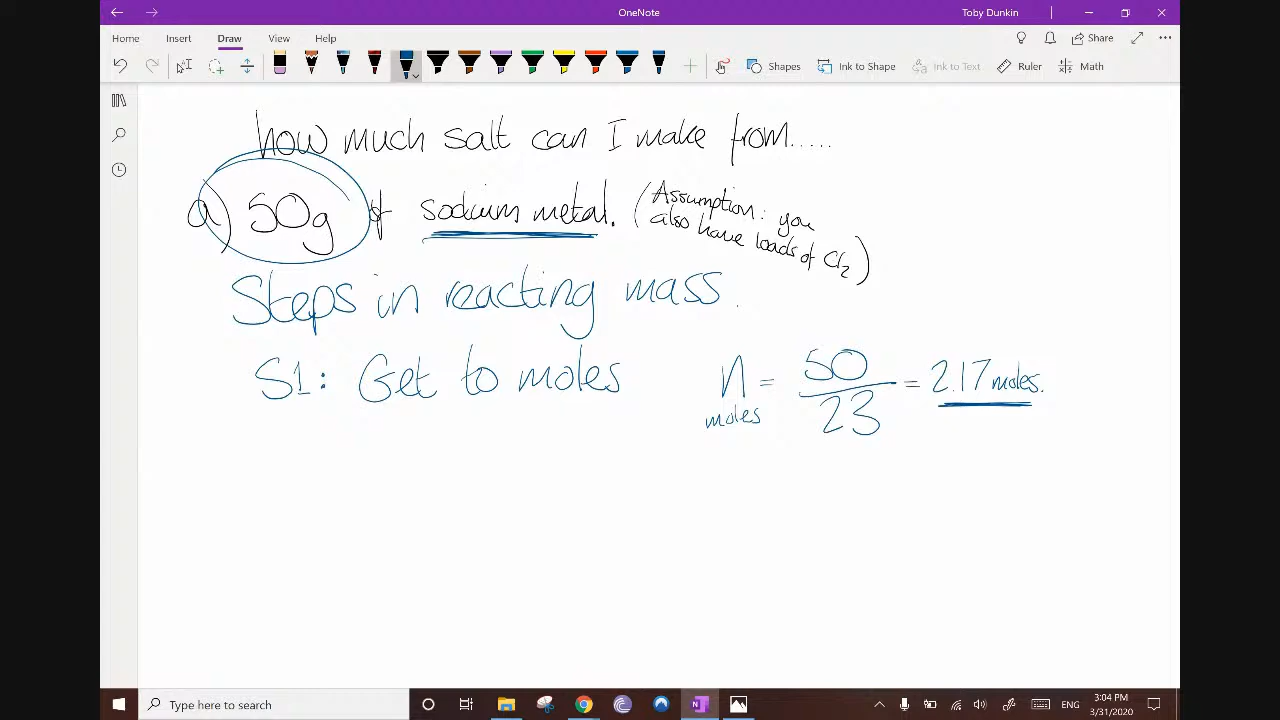 OneNote
Toby Dunkin
Home Insert Draw View Help
Share
Shapes Ink to Shape Ink to Text Ruler Math
how much salt can I make from.....
a) 50g of sodium metal. (Assumption: you
also have loads of Cl2)
Steps in reacting mass.
S1: Get to moles n = 50/23 = 2.17 moles.
moles
Type here to search
ENG
3:04 PM
3/31/2020